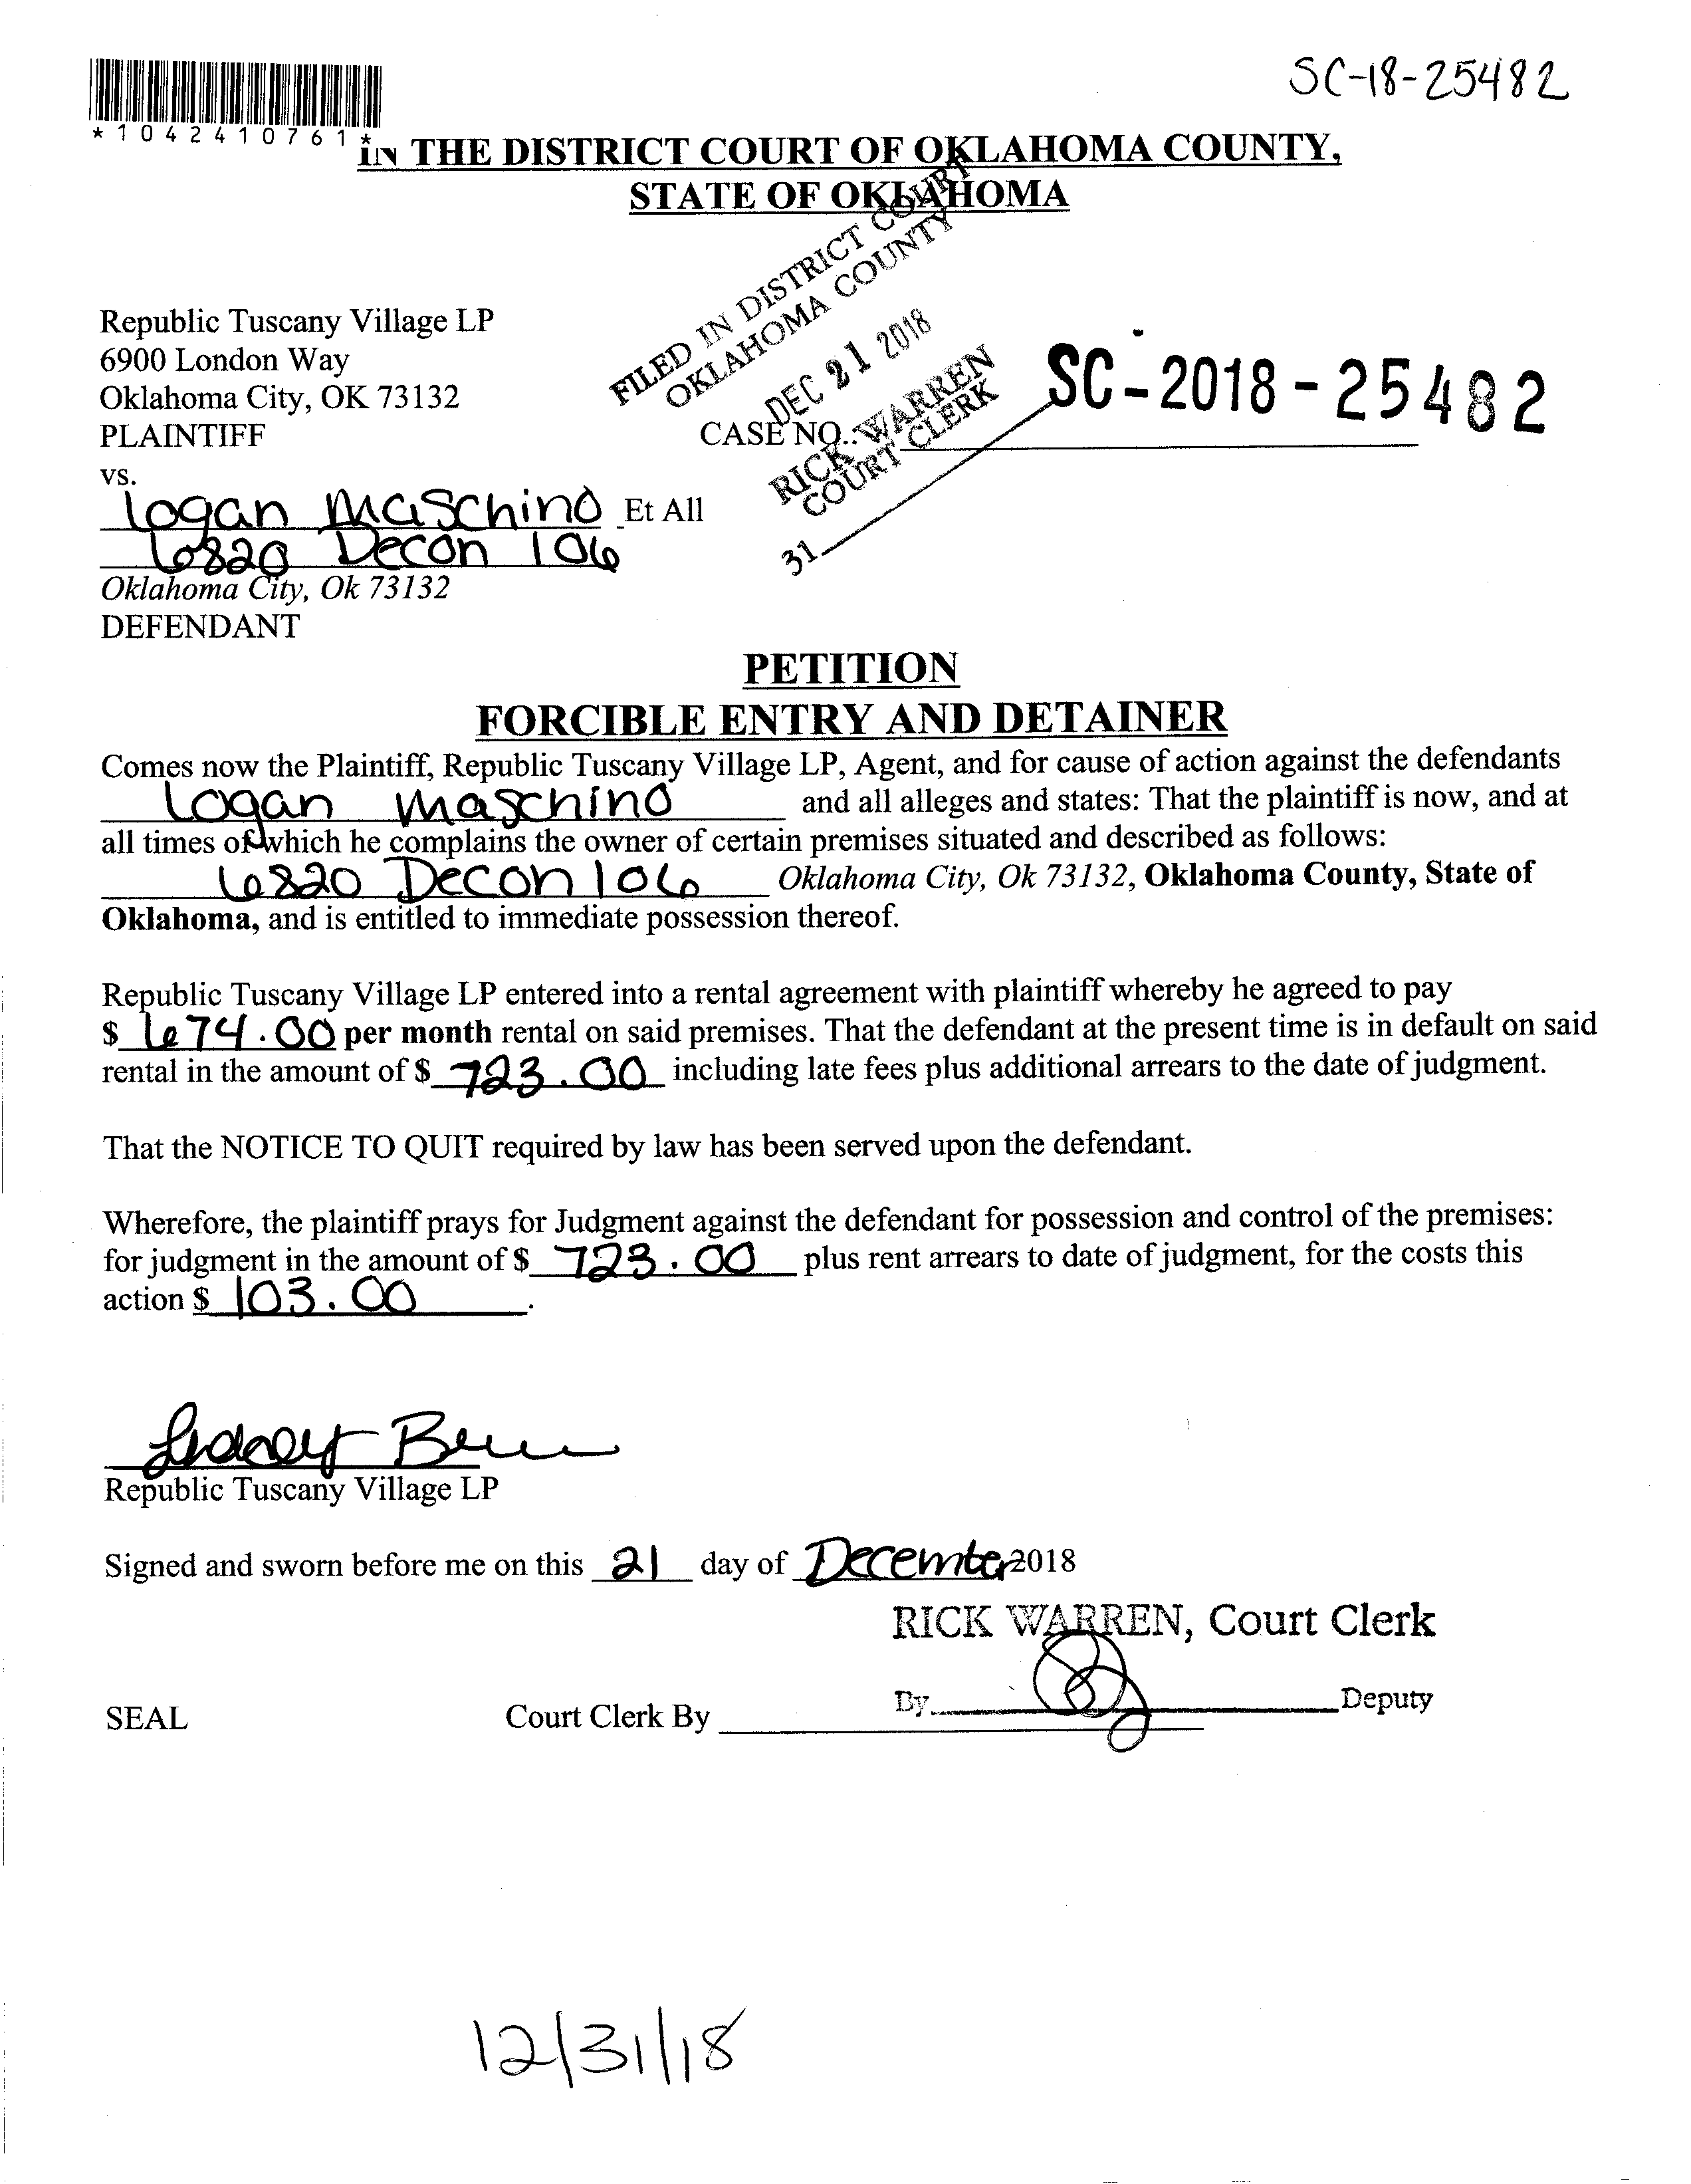 SC-18-25482
*1042410761*
IN THE DISTRICT COURT OF OKLAHOMA COUNTY,
STATE OF OKLAHOMA
FILED IN DISTRICT COURT
OKLAHOMA COUNTY
DEC 21 2018
RICK WARREN
COURT CLERK
31
Republic Tuscany Village LP
6900 London Way
Oklahoma City, OK 73132
PLAINTIFF
CASE NO.: SC-2018-25482
vs.
Logan Maschino Et All
6820 Decon 106
Oklahoma City, Ok 73132
DEFENDANT
PETITION
FORCIBLE ENTRY AND DETAINER
Comes now the Plaintiff, Republic Tuscany Village LP, Agent, and for cause of action against the defendants
Logan Maschino and all alleges and states: That the plaintiff is now, and at
all times of which he complains the owner of certain premises situated and described as follows:
6820 Decon 106 Oklahoma City, Ok 73132, Oklahoma County, State of
Oklahoma, and is entitled to immediate possession thereof.
Republic Tuscany Village LP entered into a rental agreement with plaintiff whereby he agreed to pay
$ 674.00 per month rental on said premises. That the defendant at the present time is in default on said
rental in the amount of $ 723.00 including late fees plus additional arrears to the date of judgment.
That the NOTICE TO QUIT required by law has been served upon the defendant.
Wherefore, the plaintiff prays for Judgment against the defendant for possession and control of the premises:
for judgment in the amount of $ 723.00 plus rent arrears to date of judgment, for the costs this
action $ 103.00.
Republic Tuscany Village LP
Signed and sworn before me on this 21 day of December 2018
RICK WARREN, Court Clerk
By Deputy
SEAL Court Clerk By
12/31/18